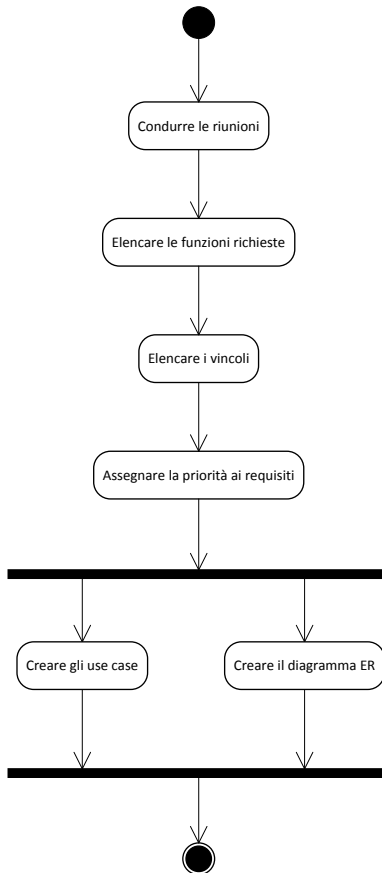 Condurre le riunioni
Elencare le funzioni richieste
Elencare i vincoli
Assegnare la priorità ai requisiti
Creare gli use case
Creare il diagramma ER